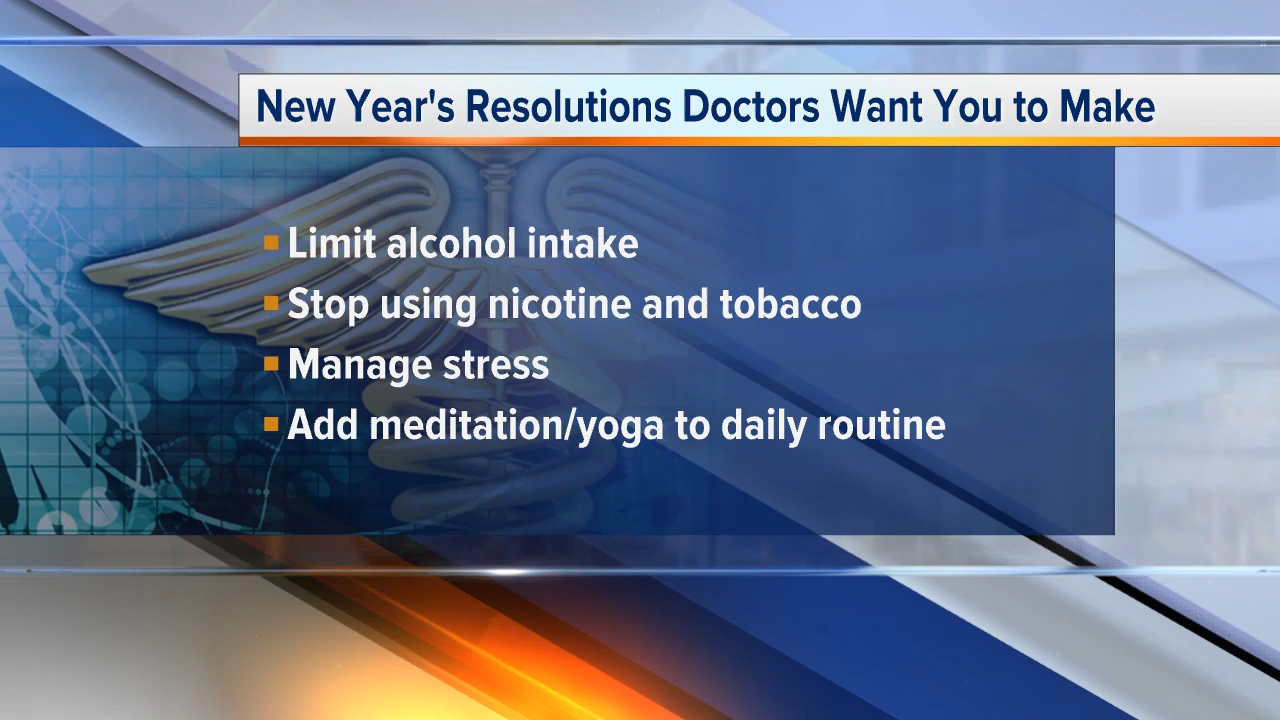 New Year's Resolutions Doctors Want You to Make
Limit alcohol intake
Stop using nicotine and tobacco
Manage stress
Add meditation/yoga to daily routine